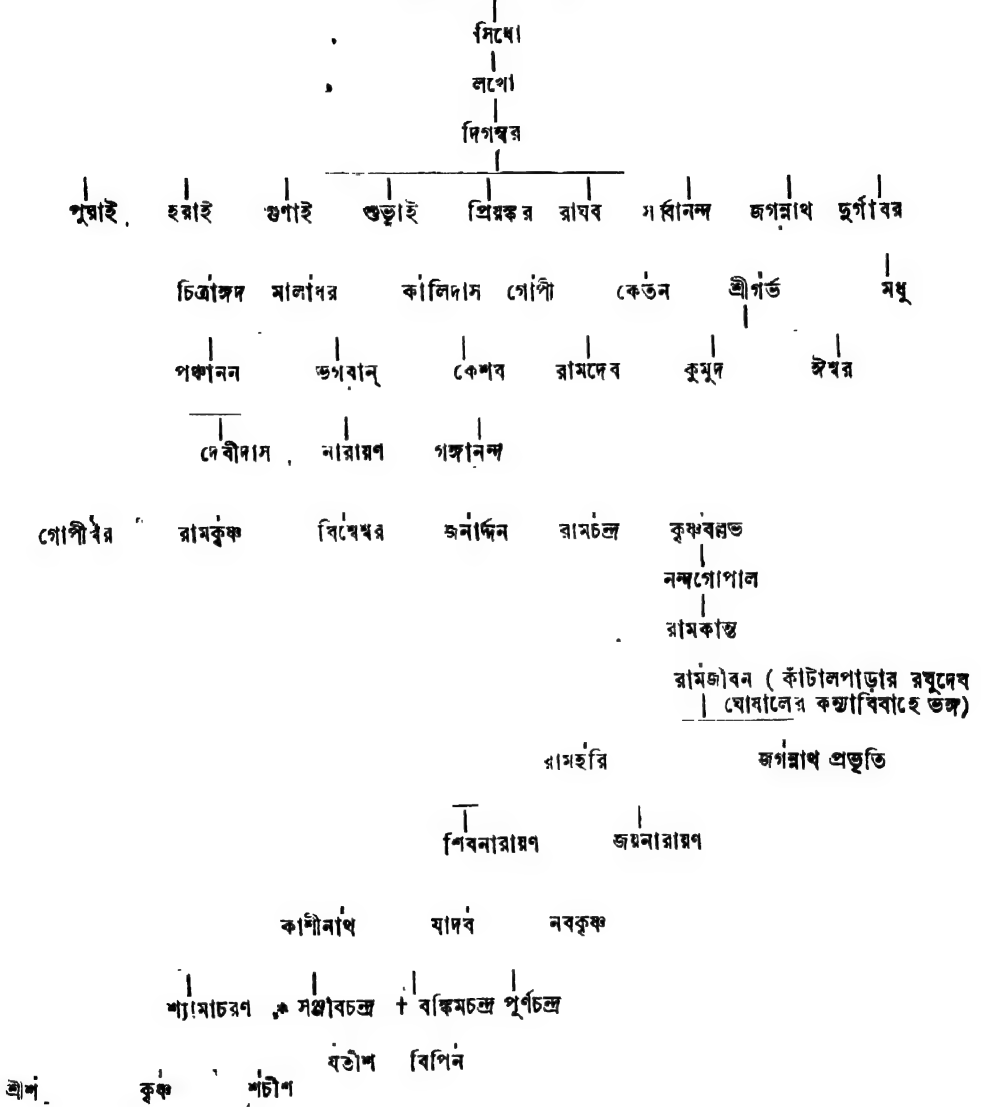 সিধো
লখো
দিগম্বর
পুরাই হরাই গুণাই শুভাই প্রিয়ঙ্কর রাঘব সর্বানন্দ জগন্নাথ দুর্গাবর
চিত্রাঙ্গদ মালাধর কালিদাস গোপী কেতন শ্রীগর্ভ মধু
পঞ্চানন ভগবান্ কেশব রামদেব কুমুদ ঈশ্বর
দেবীদাস নারায়ণ গঙ্গানন্দ
গোপীশ্বর রামকৃষ্ণ বিশ্বেশ্বর জনার্দ্দন রামচন্দ্র কৃষ্ণবল্লভ
নন্দগোপাল
রামকান্ত
রামজীবন ( কাঁটালপাড়ার রঘুদেব
ঘোষালের কন্যাবিবাহে ভঙ্গ)
রামহরি জগন্নাথ প্রভৃতি
শিবনারায়ণ জয়নারায়ণ
কাশীনাথ যাদব নবকৃষ্ণ
শ্যামাচরণ * সঞ্জীবচন্দ্র + বঙ্কিমচন্দ্র পূর্ণচন্দ্র
যতীশ বিপিন
শ্রীশ কৃষ্ণ শচীশ